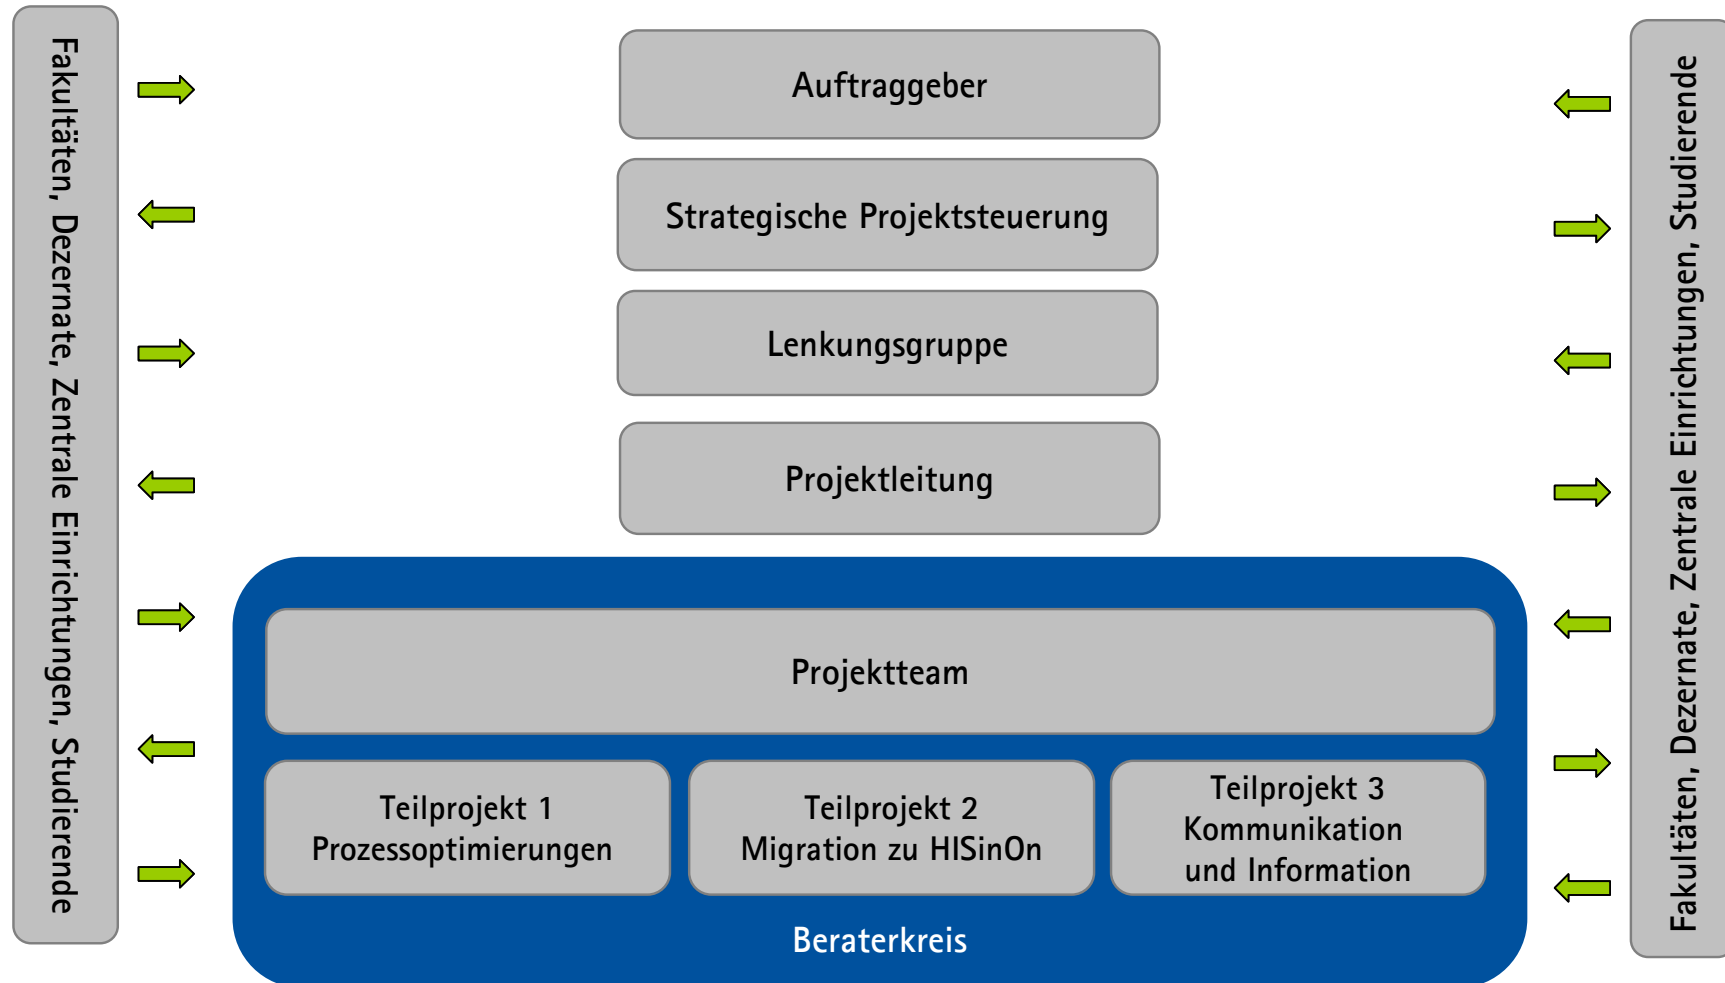 Fakultäten, Dezernate, Zentrale Einrichtungen, Studierende
Auftraggeber
Strategische Projektsteuerung
Lenkungsgruppe
Projektleitung
Projektteam
Teilprojekt 1
Prozessoptimierungen
Teilprojekt 2
Migration zu HISinOn
Teilprojekt 3
Kommunikation
und Information
Beraterkreis
Fakultäten, Dezernate, Zentrale Einrichtungen, Studierende